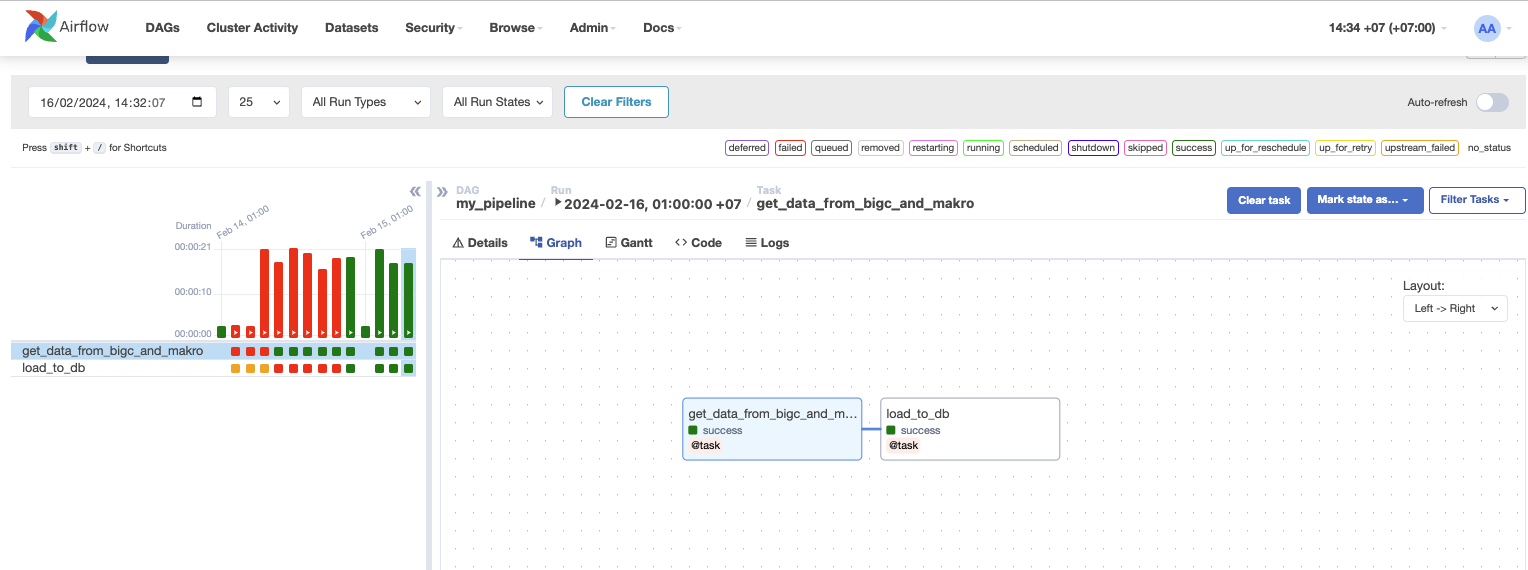 Airflow DAGs Cluster Activity Datasets Security Browse Admin Docs 14:34 +07 (+07:00) AA
16/02/2024, 14:32:07 25 All Run Types All Run States Clear Filters Auto-refresh
Press shift + / for Shortcuts deferred failed queued removed restarting running scheduled shutdown skipped success up_for_reschedule up_for_retry upstream_failed no_status
DAG Run Task
my_pipeline / 2024-02-16, 01:00:00 +07 / get_data_from_bigc_and_makro
Clear task Mark state as... Filter Tasks
Feb 14, 01:00 Feb 15, 01:00
Duration
00:00:21
00:00:10
00:00:00
get_data_from_bigc_and_makro
load_to_db
Details Graph Gantt Code Logs
Layout:
Left -> Right
get_data_from_bigc_and_m...
success
@task
load_to_db
success
@task